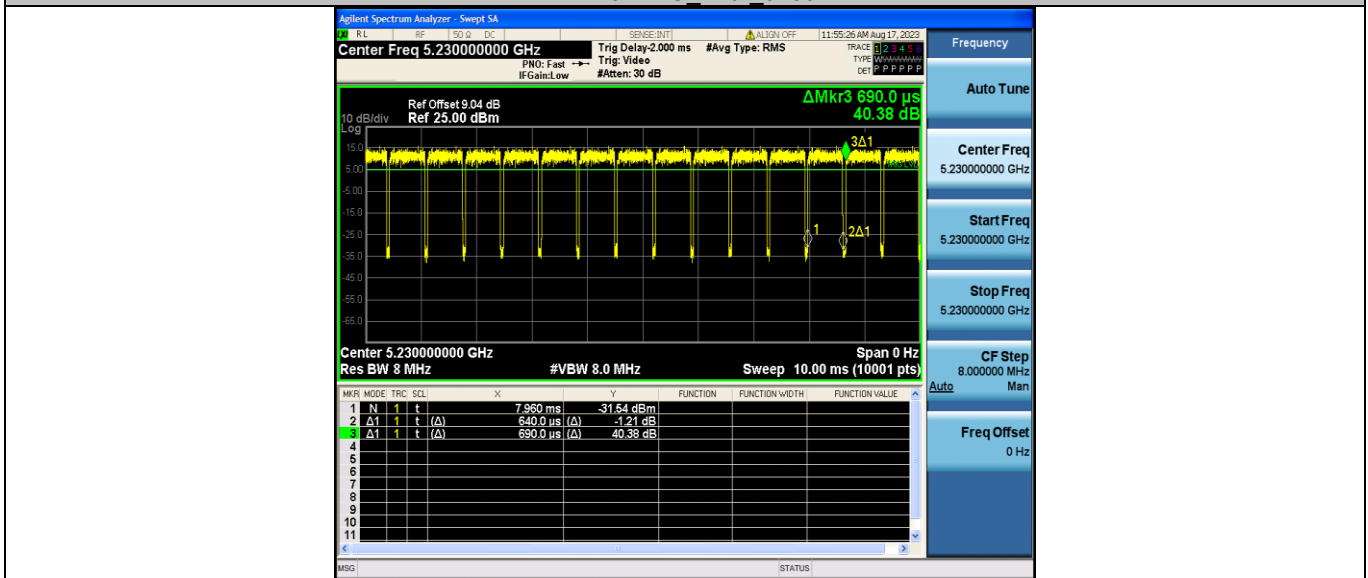 Agilent Spectrum Analyzer - Swept SA
RL RF 50 Ω DC SENSE:INT ALIGN OFF 11:55:26 AM Aug 17, 2023
Center Freq 5.230000000 GHz
PNO: Fast
IFGain:Low
Trig Delay-2.000 ms
Trig: Video
#Atten: 30 dB
#Avg Type: RMS
TRACE 1 2 3 4 5 6
TYPE
DET P P P P P P
ΔMkr3 690.0 µs
40.38 dB
Ref Offset 9.04 dB
10 dB/div Ref 25.00 dBm
Log
15.0
5.00
-5.00
-15.0
-25.0
-35.0
-45.0
-55.0
-65.0
3Δ1
1
2Δ1
Center 5.230000000 GHz Span 0 Hz
Res BW 8 MHz #VBW 8.0 MHz Sweep 10.00 ms (10001 pts)
MKR MODE TRC SCL X Y FUNCTION FUNCTION WIDTH FUNCTION VALUE
1 N 1 t 7.960 ms -31.54 dBm
2 Δ1 1 t (Δ) 640.0 µs (Δ) -1.21 dB
3 Δ1 1 t (Δ) 690.0 µs (Δ) 40.38 dB
4
5
6
7
8
9
10
11
MSG STATUS
Frequency
Auto Tune
Center Freq
5.230000000 GHz
Start Freq
5.230000000 GHz
Stop Freq
5.230000000 GHz
CF Step
8.000000 MHz
Auto Man
Freq Offset
0 Hz